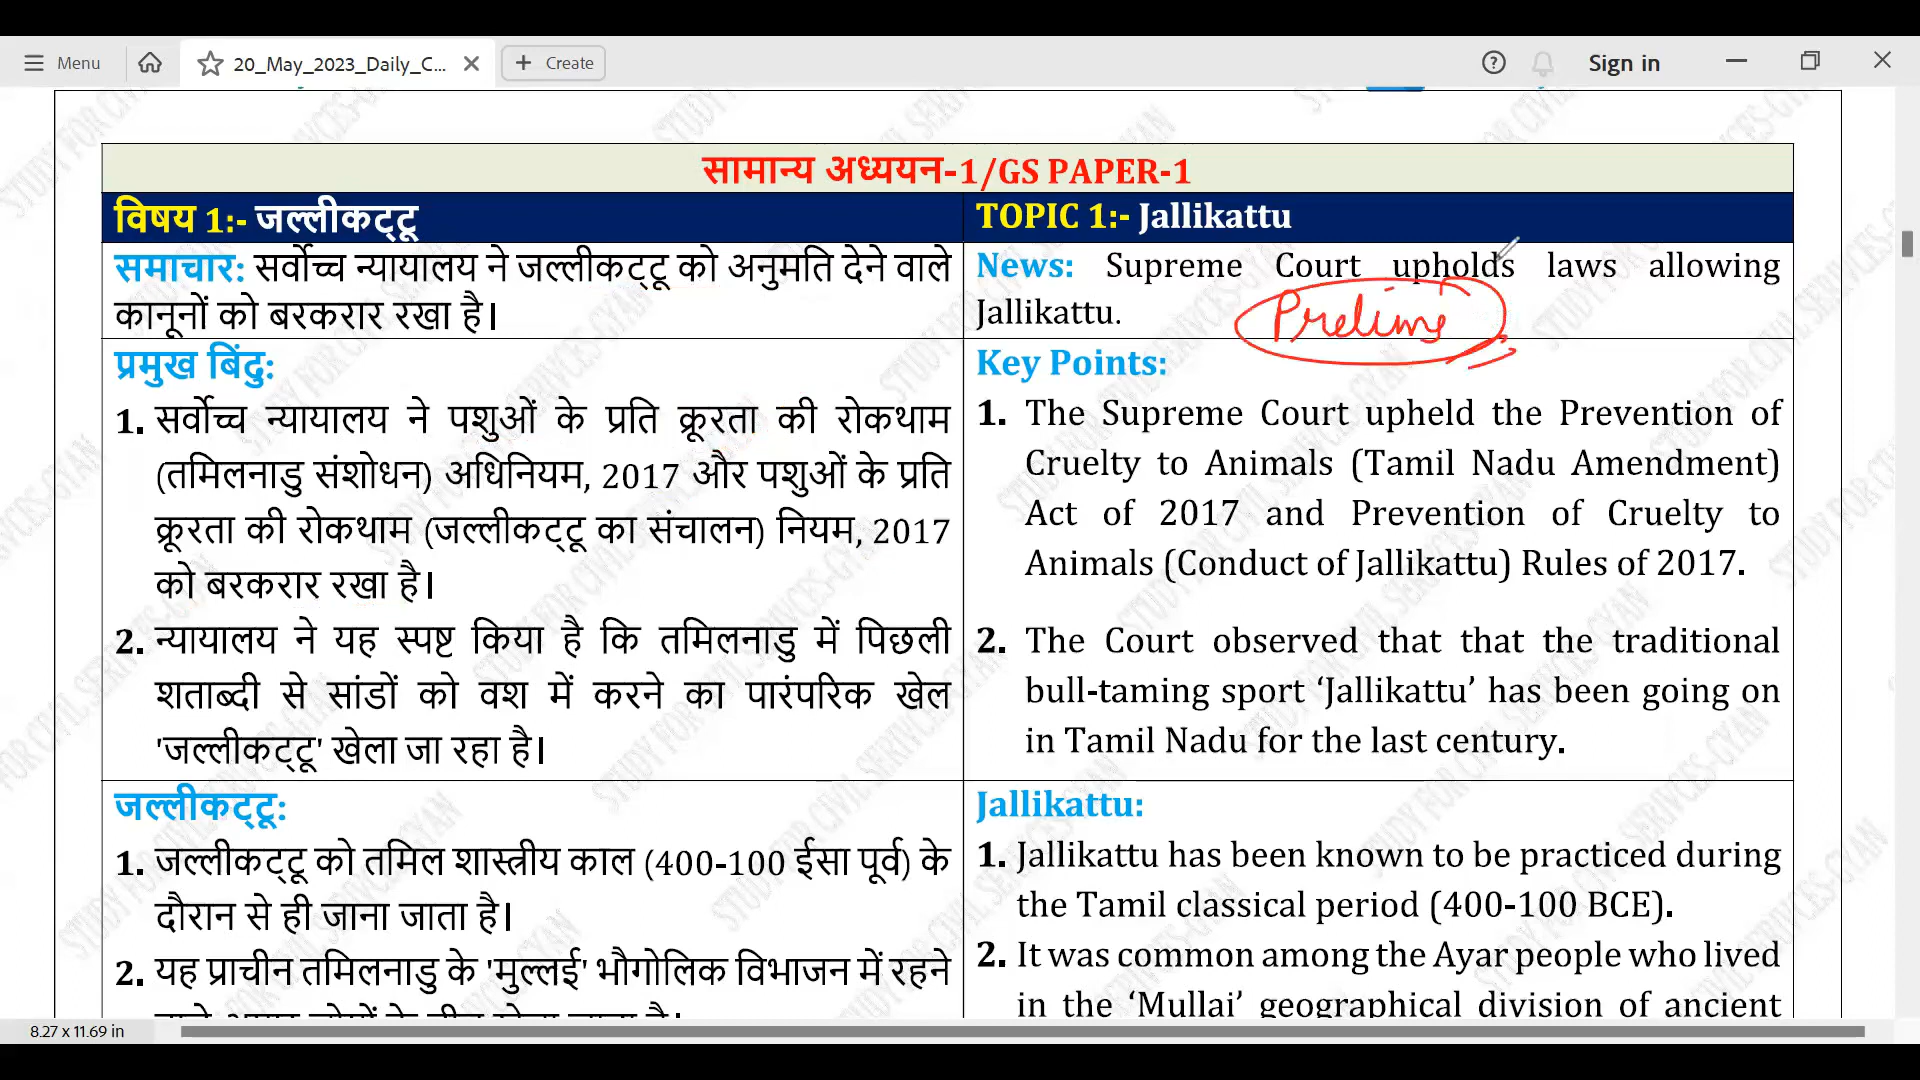 Menu
20_May_2023_Daily_C...
Create
Sign in
सामान्य अध्ययन-1/GS PAPER-1
विषय 1:- जल्लीकट्टू
समाचार: सर्वोच्च न्यायालय ने जल्लीकट्टू को अनुमति देने वाले
कानूनों को बरकरार रखा है।
प्रमुख बिंदु:
1. सर्वोच्च न्यायालय ने पशुओं के प्रति क्रूरता की रोकथाम
(तमिलनाडु संशोधन) अधिनियम, 2017 और पशुओं के प्रति
क्रूरता की रोकथाम (जल्लीकट्टू का संचालन) नियम, 2017
को बरकरार रखा है।
2. न्यायालय ने यह स्पष्ट किया है कि तमिलनाडु में पिछली
शताब्दी से सांडों को वश में करने का पारंपरिक खेल
'जल्लीकट्टू' खेला जा रहा है।
जल्लीकट्टू:
1. जल्लीकट्टू को तमिल शास्त्रीय काल (400-100 ईसा पूर्व) के
दौरान से ही जाना जाता है।
2. यह प्राचीन तमिलनाडु के 'मुल्लई' भौगोलिक विभाजन में रहने
TOPIC 1:- Jallikattu
News: Supreme Court upholds laws allowing
Jallikattu.
Prelims
Key Points:
1. The Supreme Court upheld the Prevention of
Cruelty to Animals (Tamil Nadu Amendment)
Act of 2017 and Prevention of Cruelty to
Animals (Conduct of Jallikattu) Rules of 2017.
2. The Court observed that that the traditional
bull-taming sport ‘Jallikattu’ has been going on
in Tamil Nadu for the last century.
Jallikattu:
1. Jallikattu has been known to be practiced during
the Tamil classical period (400-100 BCE).
2. It was common among the Ayar people who lived
in the ‘Mullai’ geographical division of ancient
8.27 x 11.69 in
STUDY FOR CIVIL SERIVCES-GYAN